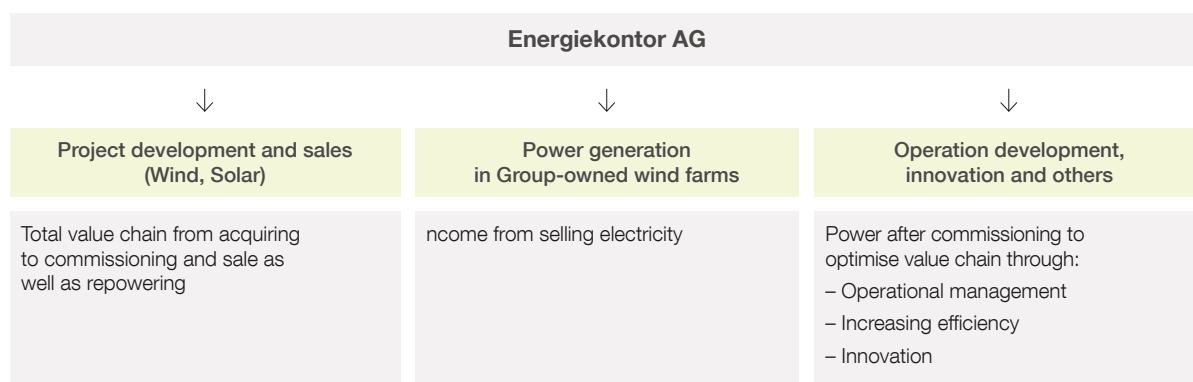 Energiekontor AG
Project development and sales
(Wind, Solar)
Total value chain from acquiring
to commissioning and sale as
well as repowering
Power generation
in Group-owned wind farms
ncome from selling electricity
Operation development,
innovation and others
Power after commissioning to
optimise value chain through:
– Operational management
– Increasing efficiency
– Innovation